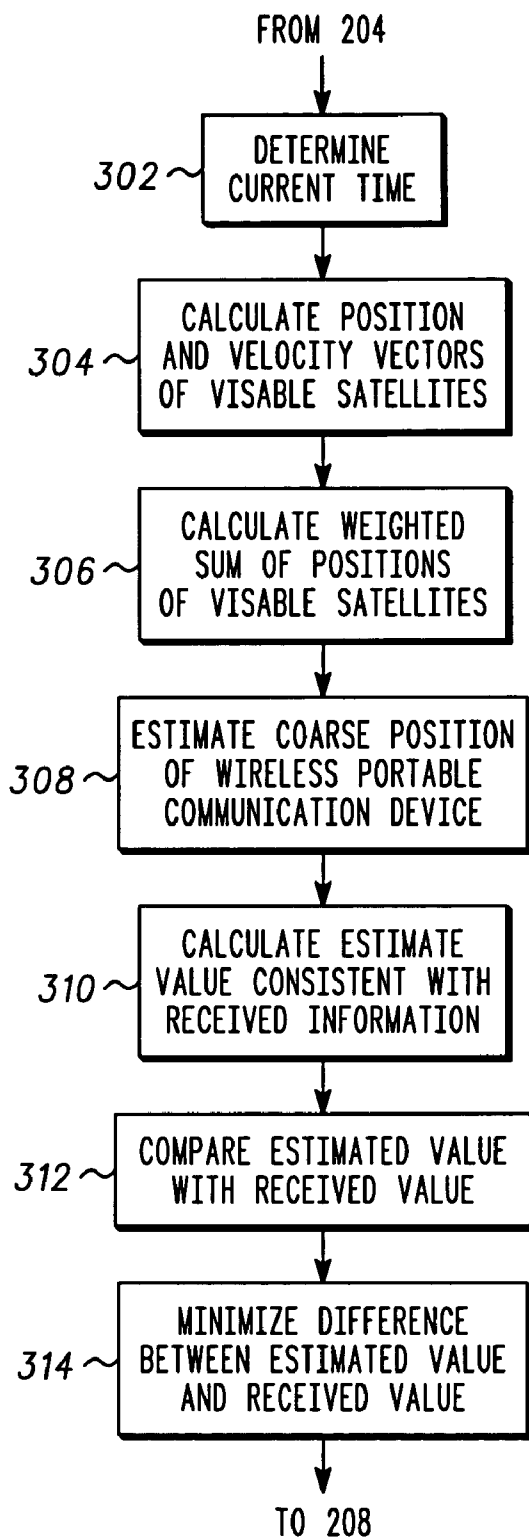 FROM 204
302
DETERMINE
CURRENT TIME
304
CALCULATE POSITION
AND VELOCITY VECTORS
OF VISABLE SATELLITES
306
CALCULATE WEIGHTED
SUM OF POSITIONS
OF VISABLE SATELLITES
308
ESTIMATE COARSE POSITION
OF WIRELESS PORTABLE
COMMUNICATION DEVICE
310
CALCULATE ESTIMATE
VALUE CONSISTENT WITH
RECEIVED INFORMATION
312
COMPARE ESTIMATED VALUE
WITH RECEIVED VALUE
314
MINIMIZE DIFFERENCE
BETWEEN ESTIMATED VALUE
AND RECEIVED VALUE
TO 208